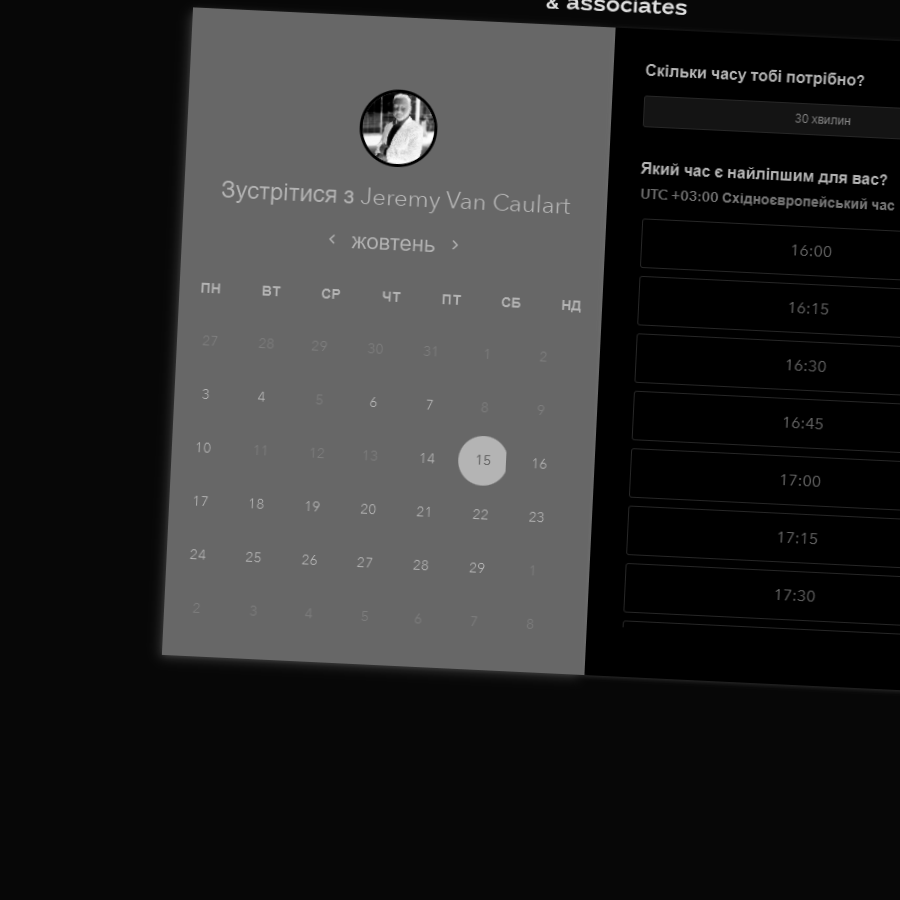 & associates
Зустрітися з Jeremy Van Caulart
жовтень
ПН ВТ СР ЧТ ПТ СБ НД
27 28 29 30 31 1 2
3 4 5 6 7 8 9
10 11 12 13 14 15 16
17 18 19 20 21 22 23
24 25 26 27 28 29 1
2 3 4 5 6 7 8
Скільки часу тобі потрібно?
30 хвилин
Який час є найліпшим для вас?
UTC +03:00 Східноєвропейський час
16:00
16:15
16:30
16:45
17:00
17:15
17:30